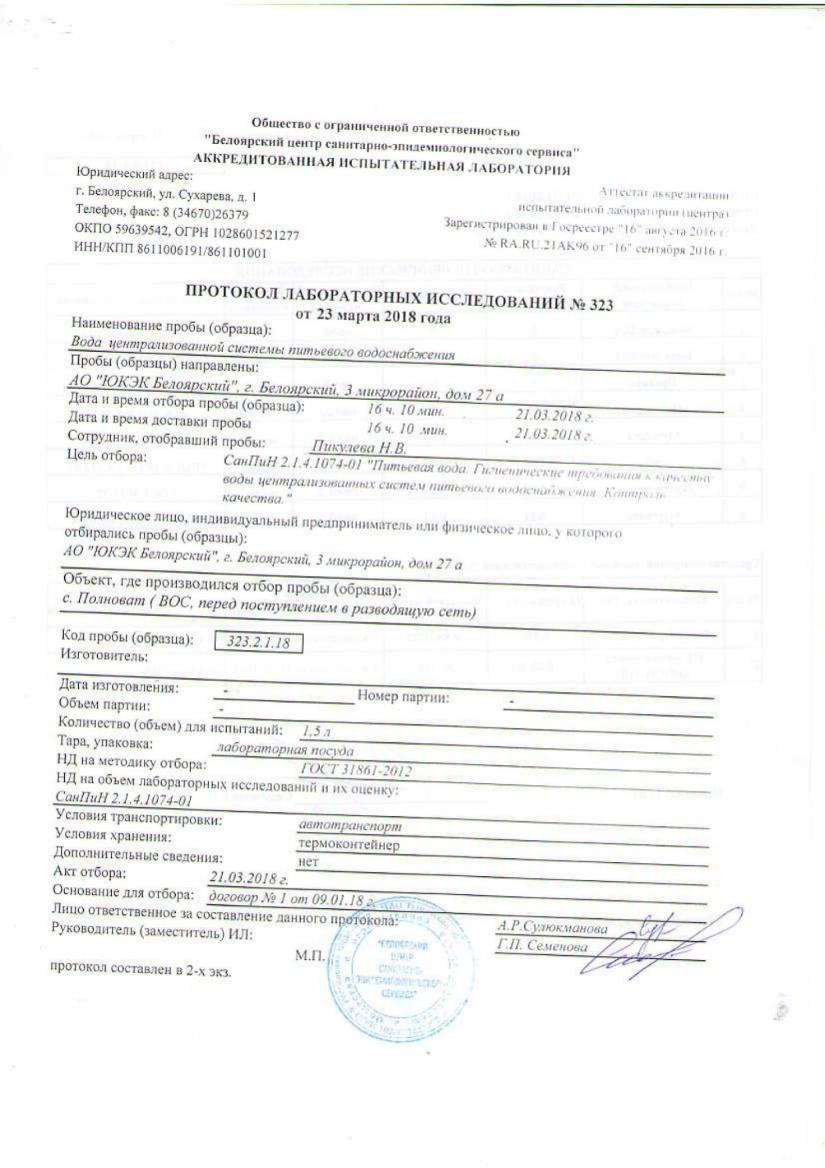 Общество с ограниченной ответственностью
"Белоярский центр санитарно-эпидемиологического сервиса"
АККРЕДИТОВАННАЯ ИСПЫТАТЕЛЬНАЯ ЛАБОРАТОРИЯ
Юридический адрес:
г. Белоярский, ул. Сухарева, д. 1
Телефон, факс: 8 (34670)26379
ОКПО 59639542, ОГРН 1028601521277
ИНН/КПП 8611006191/861101001
Аттестат аккредитации
испытательной лаборатории (центра)
Зарегистрирован в Госреестре "16" августа 2016 г.
№ RA.RU.21АК96 от "16" сентября 2016 г.
ПРОТОКОЛ ЛАБОРАТОРНЫХ ИССЛЕДОВАНИЙ № 323
от 23 марта 2018 года
Наименование пробы (образца):
Вода централизованной системы питьевого водоснабжения
Пробы (образцы) направлены:
АО "ЮКЭК Белоярский", г. Белоярский, 3 микрорайон, дом 27 а
Дата и время отбора пробы (образца): 16 ч. 10 мин. 21.03.2018 г.
Дата и время доставки пробы 16 ч. 10 мин. 21.03.2018 г.
Сотрудник, отобравший пробы: Пикулева Н.В.
Цель отбора: СанПиН 2.1.4.1074-01 "Питьевая вода. Гигиенические требования к качеству
воды централизованных систем питьевого водоснабжения. Контроль
качества."
Юридическое лицо, индивидуальный предприниматель или физическое лицо, у которого
отбирались пробы (образцы):
АО "ЮКЭК Белоярский", г. Белоярский, 3 микрорайон, дом 27 а
Объект, где производился отбор пробы (образца):
с. Полноват ( ВОС, перед поступлением в разводящую сеть)
Код пробы (образца): 323.2.1.18
Изготовитель:
Дата изготовления: - Номер партии: -
Объем партии: -
Количество (объем) для испытаний: 1,5 л
Тара, упаковка: лабораторная посуда
НД на методику отбора: ГОСТ 31861-2012
НД на объем лабораторных исследований и их оценку:
СанПиН 2.1.4.1074-01
Условия транспортировки: автотранспорт
Условия хранения: термоконтейнер
Дополнительные сведения: нет
Акт отбора: 21.03.2018 г.
Основание для отбора: договор № 1 от 09.01.18 г.
Лицо ответственное за составление данного протокола: А.Р.Сулюкманова
Руководитель (заместитель) ИЛ: Г.П. Семенова
М.П.
"БЕЛОЯРСКИЙ
ЦЕНТР
САНИТАРНО-
ЭПИДЕМИОЛОГИЧЕСКОГО
СЕРВИСА"
протокол составлен в 2-х экз.